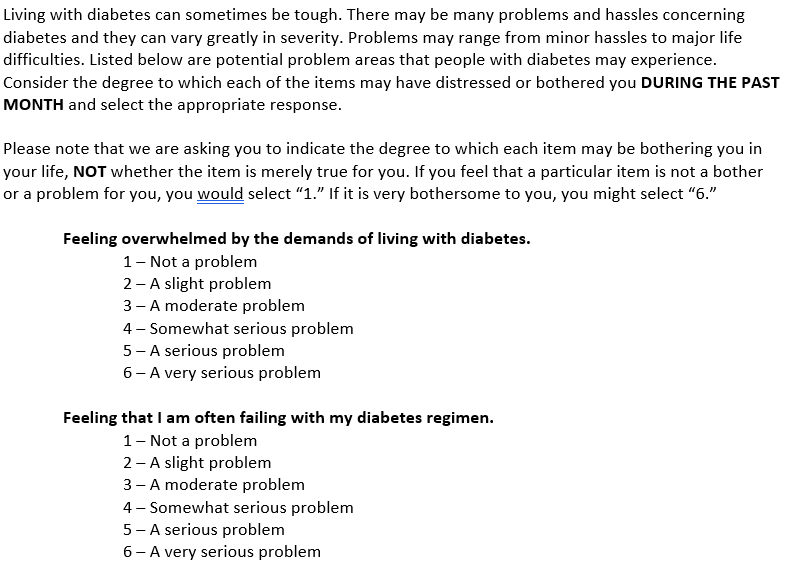 Living with diabetes can sometimes be tough. There may be many problems and hassles concerning
diabetes and they can vary greatly in severity. Problems may range from minor hassles to major life
difficulties. Listed below are potential problem areas that people with diabetes may experience.
Consider the degree to which each of the items may have distressed or bothered you DURING THE PAST
MONTH and select the appropriate response.
Please note that we are asking you to indicate the degree to which each item may be bothering you in
your life, NOT whether the item is merely true for you. If you feel that a particular item is not a bother
or a problem for you, you would select “1.” If it is very bothersome to you, you might select “6.”
Feeling overwhelmed by the demands of living with diabetes.
1 – Not a problem
2 – A slight problem
3 – A moderate problem
4 – Somewhat serious problem
5 – A serious problem
6 – A very serious problem
Feeling that I am often failing with my diabetes regimen.
1 – Not a problem
2 – A slight problem
3 – A moderate problem
4 – Somewhat serious problem
5 – A serious problem
6 – A very serious problem